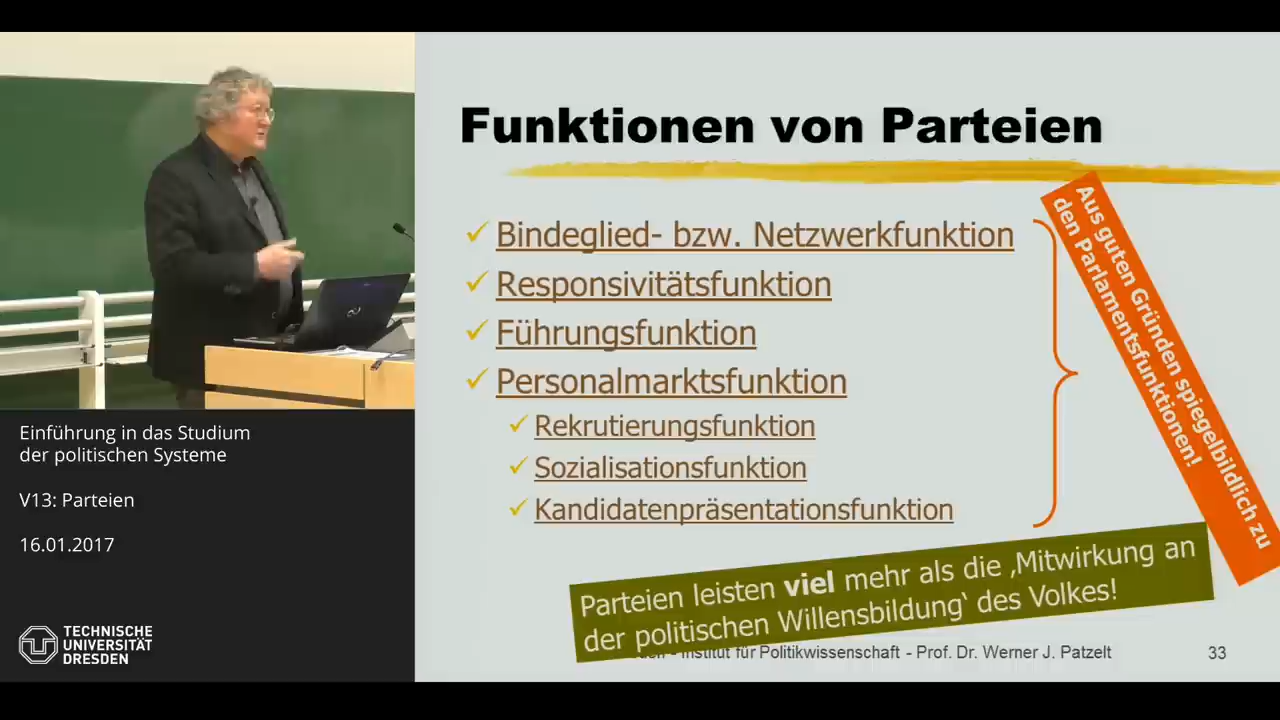 Funktionen von Parteien
Bindeglied- bzw. Netzwerkfunktion
Responsivitätsfunktion
Führungsfunktion
Personalmarktsfunktion
Rekrutierungsfunktion
Sozialisationsfunktion
Kandidatenpräsentationsfunktion
Aus guten Gründen spiegelbildlich zu
den Parlamentsfunktionen!
Parteien leisten viel mehr als die ‚Mitwirkung an
der politischen Willensbildung‘ des Volkes!
Institut für Politikwissenschaft - Prof. Dr. Werner J. Patzelt
33
Einführung in das Studium
der politischen Systeme
V13: Parteien
16.01.2017
TECHNISCHE
UNIVERSITÄT
DRESDEN